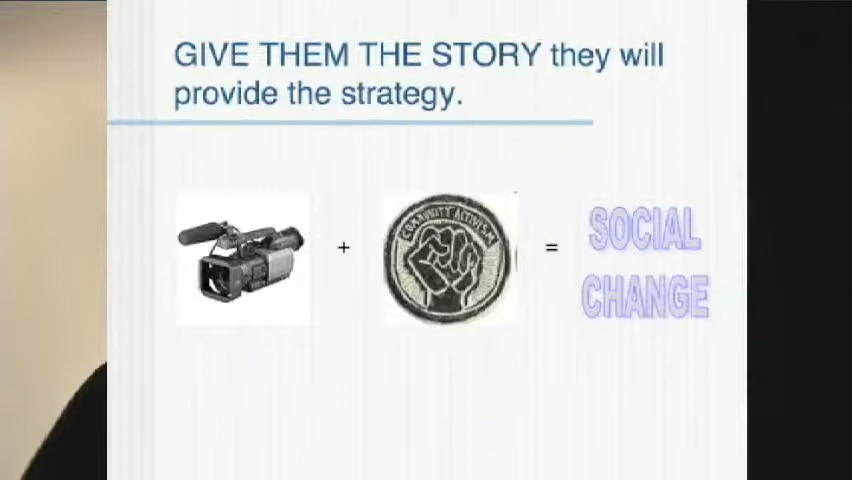 GIVE THEM THE STORY they will
provide the strategy.
COMMUNITY ACTIVISM
+
=
SOCIAL
CHANGE